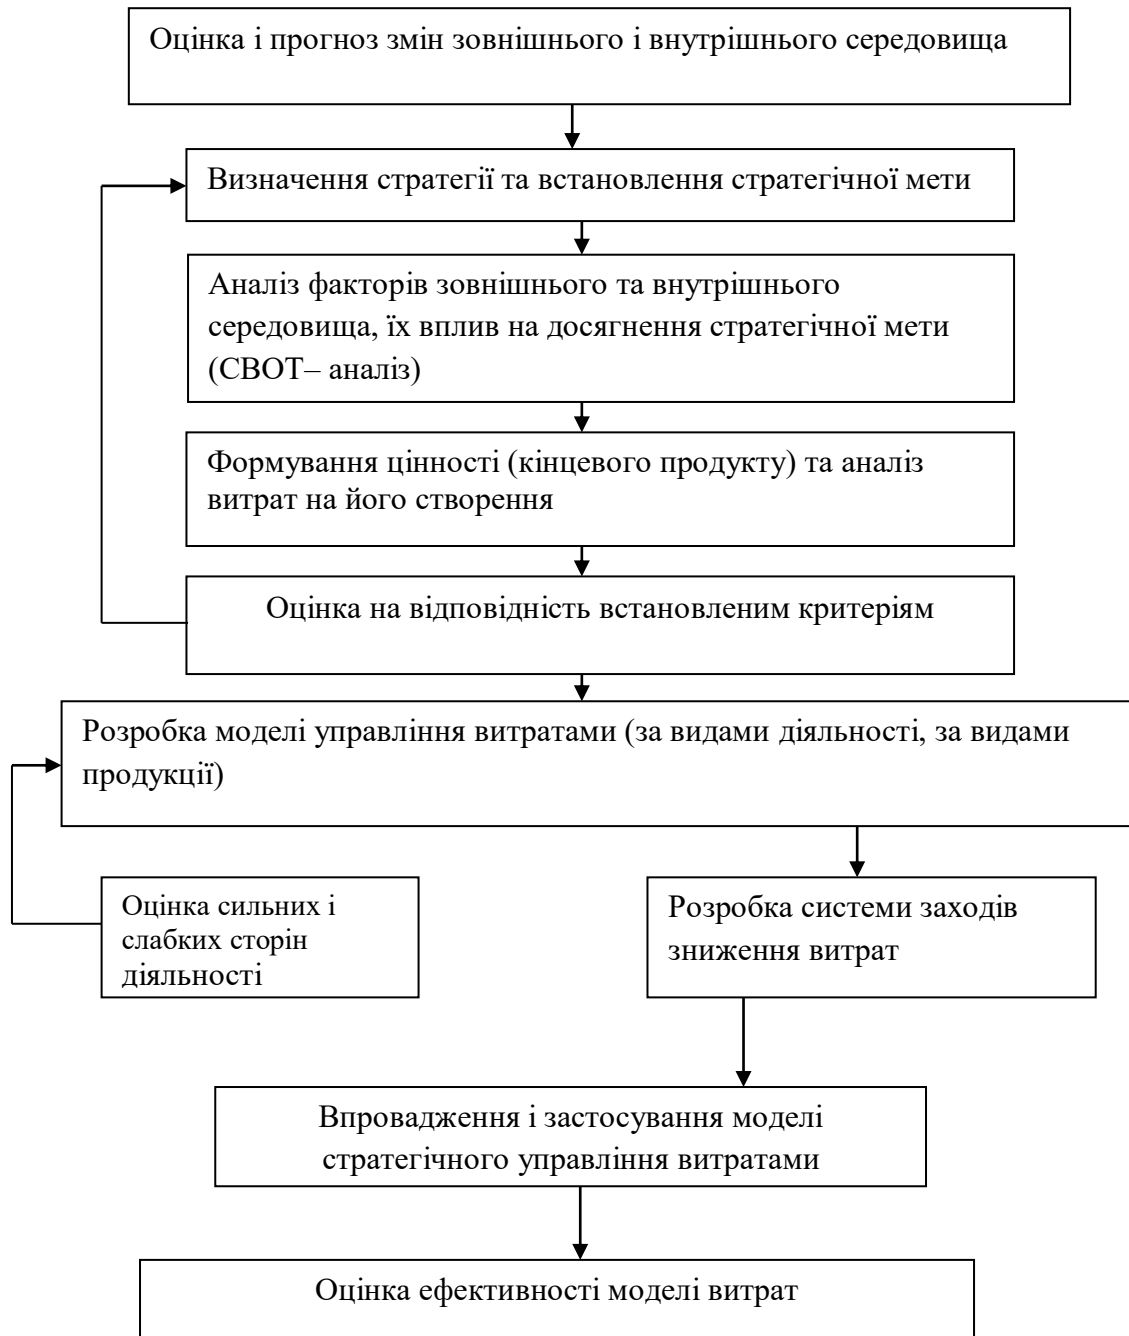 Оцінка і прогноз змін зовнішнього і внутрішнього середовища
Визначення стратегії та встановлення стратегічної мети
Аналіз факторів зовнішнього та внутрішнього
середовища, їх вплив на досягнення стратегічної мети
(СВОТ– аналіз)
Формування цінності (кінцевого продукту) та аналіз
витрат на його створення
Оцінка на відповідність встановленим критеріям
Розробка моделі управління витратами (за видами діяльності, за видами
продукції)
Оцінка сильних і
слабких сторін
діяльності
Розробка системи заходів
зниження витрат
Впровадження і застосування моделі
стратегічного управління витратами
Оцінка ефективності моделі витрат